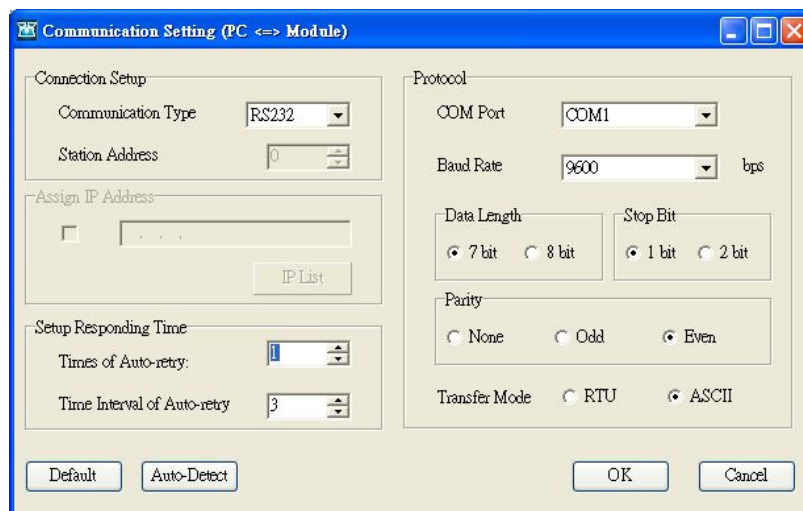 Communication Setting (PC <=> Module)
Connection Setup
Communication Type RS232
Station Address 0
Assign IP Address
. . .
IP List
Setup Responding Time
Times of Auto-retry: 1
Time Interval of Auto-retry 3
Protocol
COM Port COM1
Baud Rate 9600 bps
Data Length
7 bit 8 bit
Stop Bit
1 bit 2 bit
Parity
None Odd Even
Transfer Mode RTU ASCII
Default Auto-Detect OK Cancel